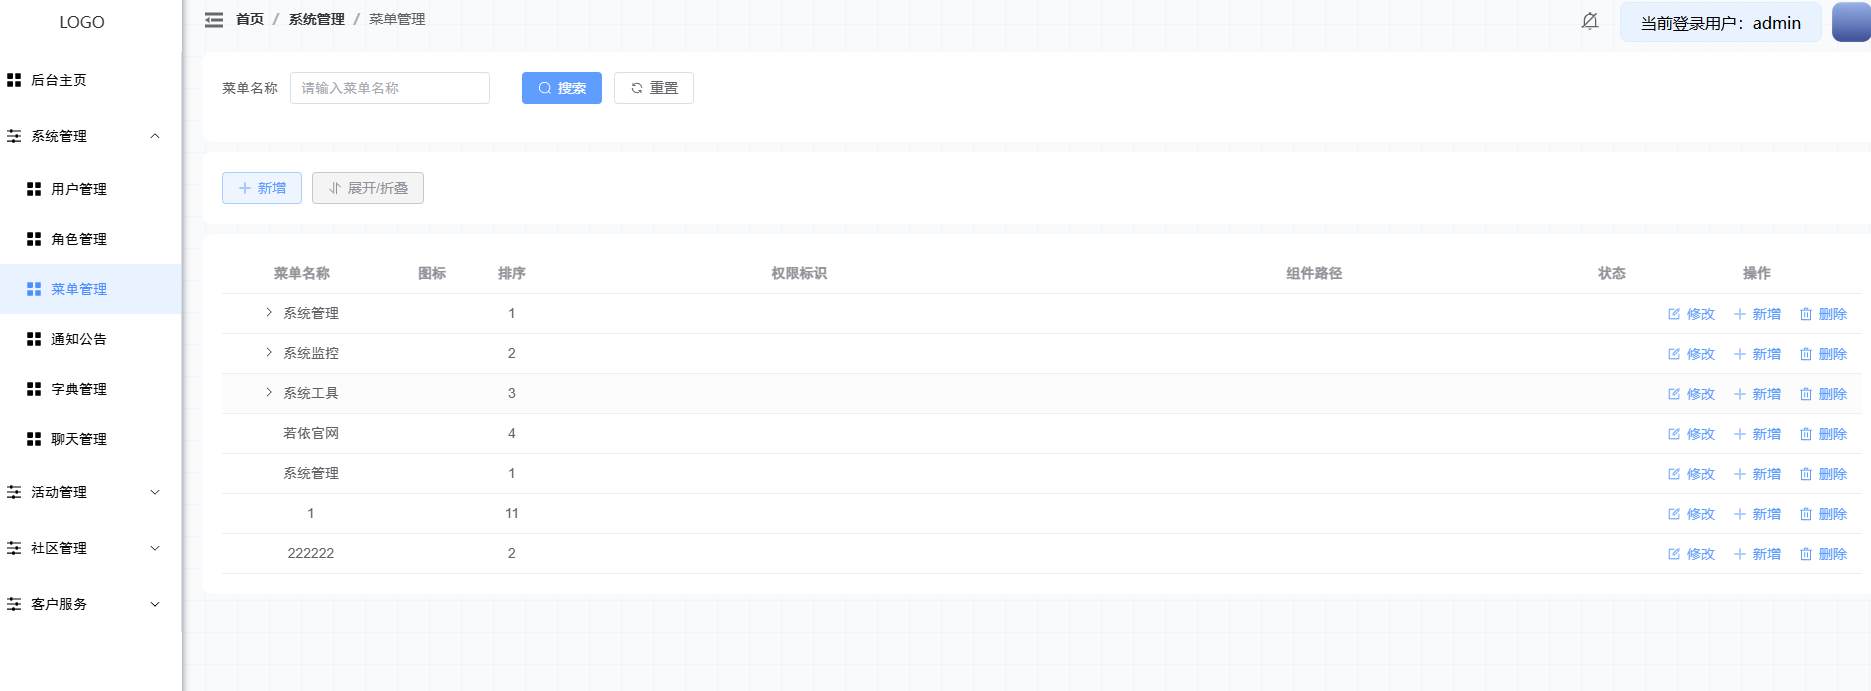 LOGO
首页 / 系统管理 / 菜单管理
当前登录用户：admin
后台主页
系统管理
用户管理
角色管理
菜单管理
通知公告
字典管理
聊天管理
活动管理
社区管理
客户服务
菜单名称 请输入菜单名称 搜索 重置
新增 展开/折叠
菜单名称 图标 排序 权限标识 组件路径 状态 操作
系统管理 1 修改 新增 删除
系统监控 2 修改 新增 删除
系统工具 3 修改 新增 删除
若依官网 4 修改 新增 删除
系统管理 1 修改 新增 删除
1 11 修改 新增 删除
222222 2 修改 新增 删除